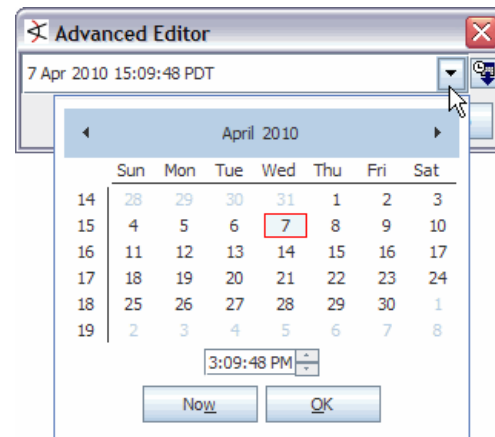 Advanced Editor
7 Apr 2010 15:09:48 PDT
April 2010
Sun Mon Tue Wed Thu Fri Sat
14 28 29 30 31 1 2 3
15 4 5 6 7 8 9 10
16 11 12 13 14 15 16 17
17 18 19 20 21 22 23 24
18 25 26 27 28 29 30 1
19 2 3 4 5 6 7 8
3:09:48 PM
Now OK